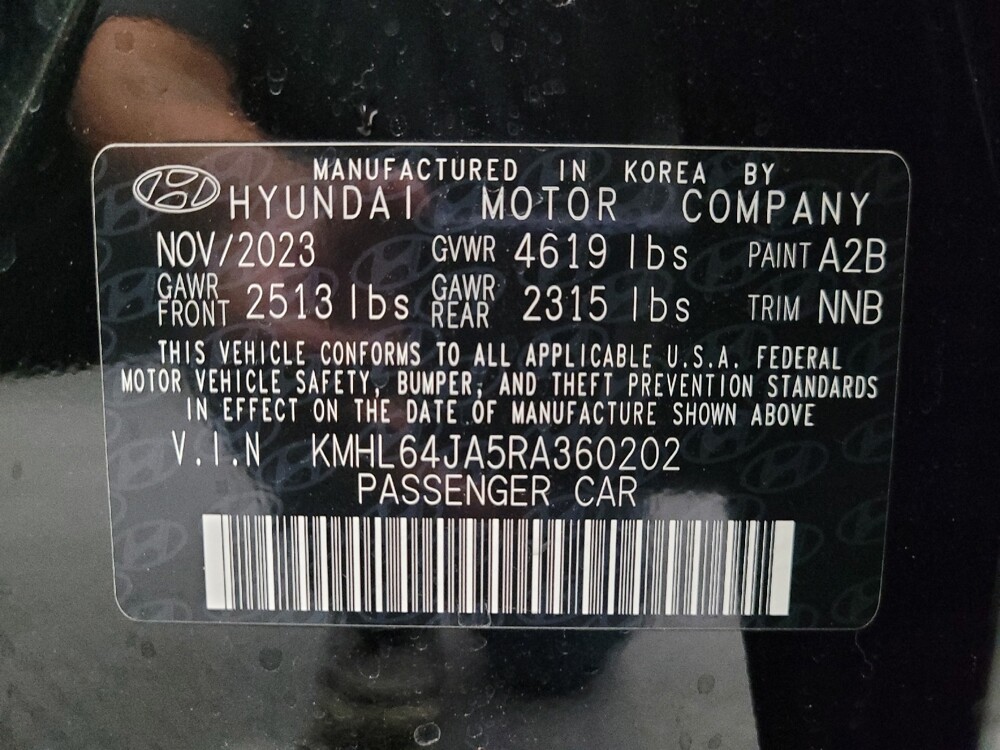 MANUFACTURED IN KOREA BY
HYUNDAI MOTOR COMPANY
NOV/2023 GVWR 4619 lbs PAINT A2B
GAWR FRONT 2513 lbs GAWR REAR 2315 lbs TRIM NNB
THIS VEHICLE CONFORMS TO ALL APPLICABLE U.S.A. FEDERAL
MOTOR VEHICLE SAFETY, BUMPER, AND THEFT PREVENTION STANDARDS
IN EFFECT ON THE DATE OF MANUFACTURE SHOWN ABOVE
V.I.N KMHL64JA5RA360202
PASSENGER CAR